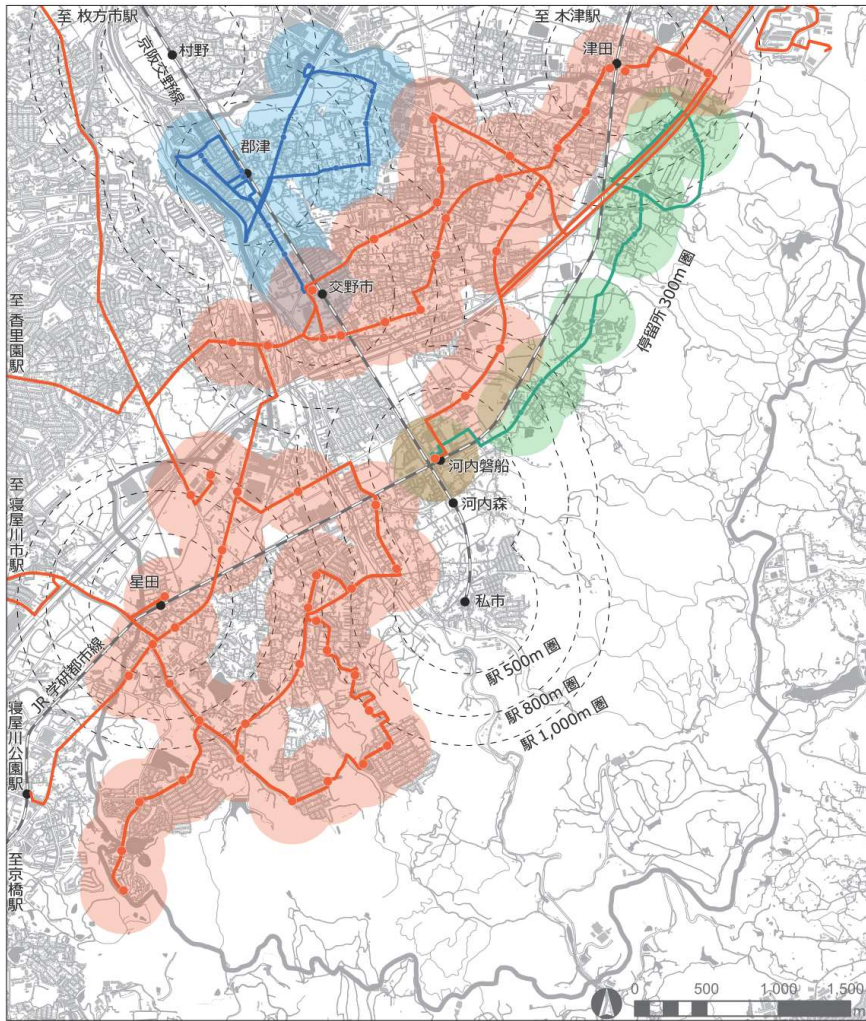 至 枚方市駅
至 木津駅
村野
京阪交野線
津田
郡津
交野市
至 香里園駅
停留所 300m 圏
河内磐船
河内森
至 寝屋川市駅
星田
私市
JR 学研都市線
駅 500m 圏
駅 800m 圏
駅 1,000m 圏
寝屋川公園駅
至 京橋駅
0 500 1,000 1,500